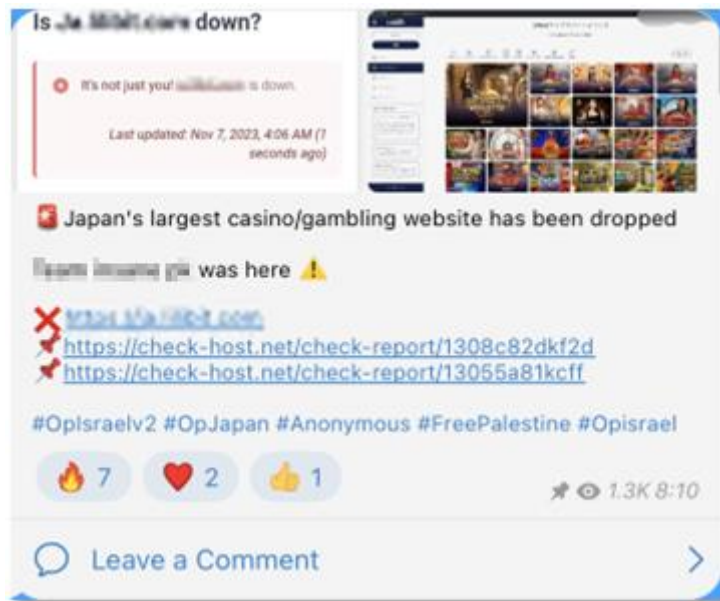 Is down?
It's not just you! is down.
Last updated: Nov 7, 2023, 4:06 AM (1
seconds ago)
🚨 Japan's largest casino/gambling website has been dropped
was here ⚠️
❌
📌 https://check-host.net/check-report/1308c82dkf2d
📌 https://check-host.net/check-report/13055a81kcff
#OpIsraelv2 #OpJapan #Anonymous #FreePalestine #Opisrael
🔥 7 ❤️ 2 👍 1
1.3K 8:10
Leave a Comment